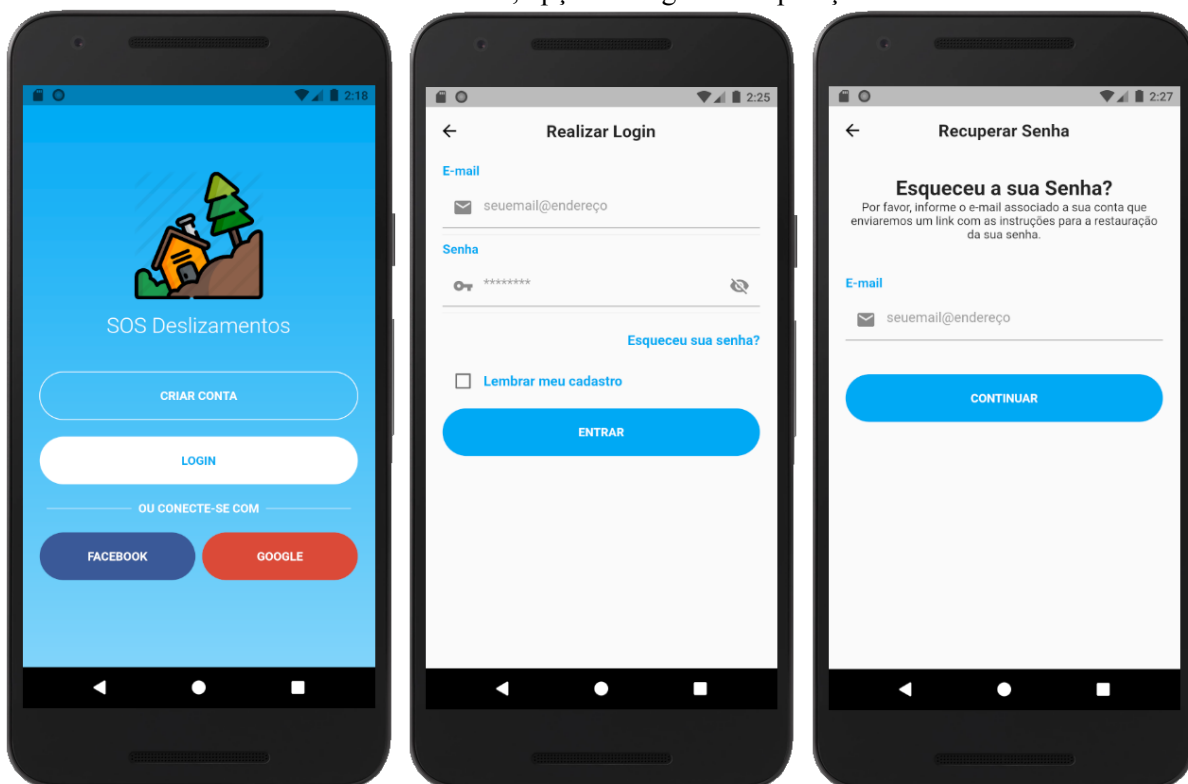 2:18
SOS Deslizamentos
CRIAR CONTA
LOGIN
OU CONECTE-SE COM
FACEBOOK
GOOGLE
2:25
Realizar Login
E-mail
seuemail@endereço
Senha
********
Esqueceu sua senha?
Lembrar meu cadastro
ENTRAR
2:27
Recuperar Senha
Esqueceu a sua Senha?
Por favor, informe o e-mail associado a sua conta que
enviaremos um link com as instruções para a restauração
da sua senha.
E-mail
seuemail@endereço
CONTINUAR